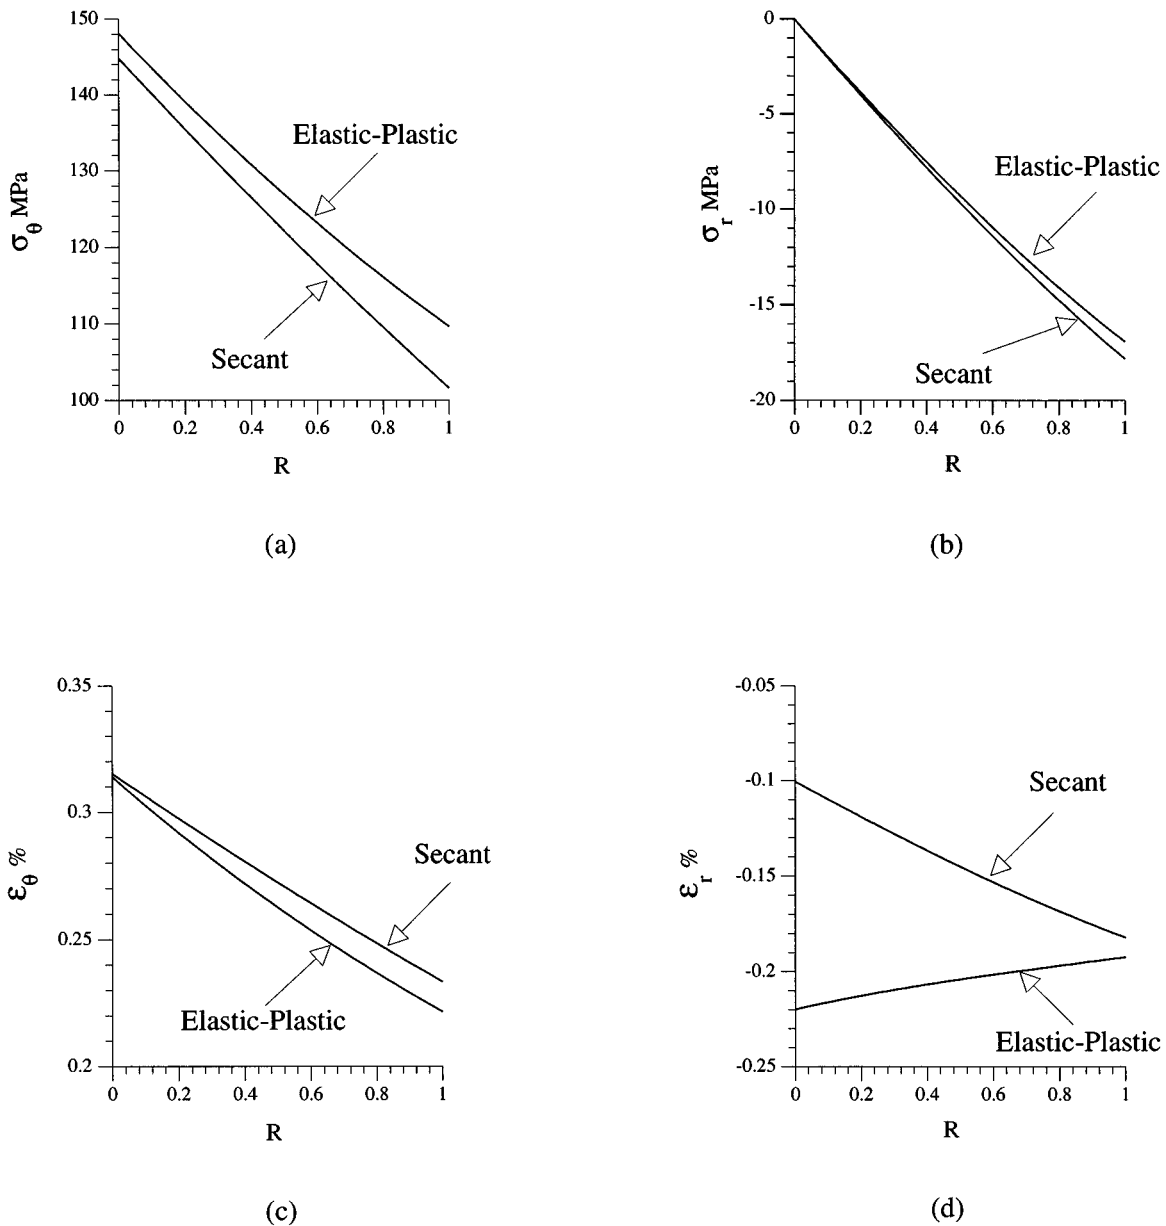 150
140
130
120
110
100
σθ MPa
Elastic-Plastic
Secant
0 0.2 0.4 0.6 0.8 1
R
(a)
0
-5
-10
-15
-20
σr MPa
Elastic-Plastic
Secant
0 0.2 0.4 0.6 0.8 1
R
(b)
0.35
0.3
0.25
0.2
εθ %
Secant
Elastic-Plastic
0 0.2 0.4 0.6 0.8 1
R
(c)
-0.05
-0.1
-0.15
-0.2
-0.25
εr %
Secant
Elastic-Plastic
0 0.2 0.4 0.6 0.8 1
R
(d)